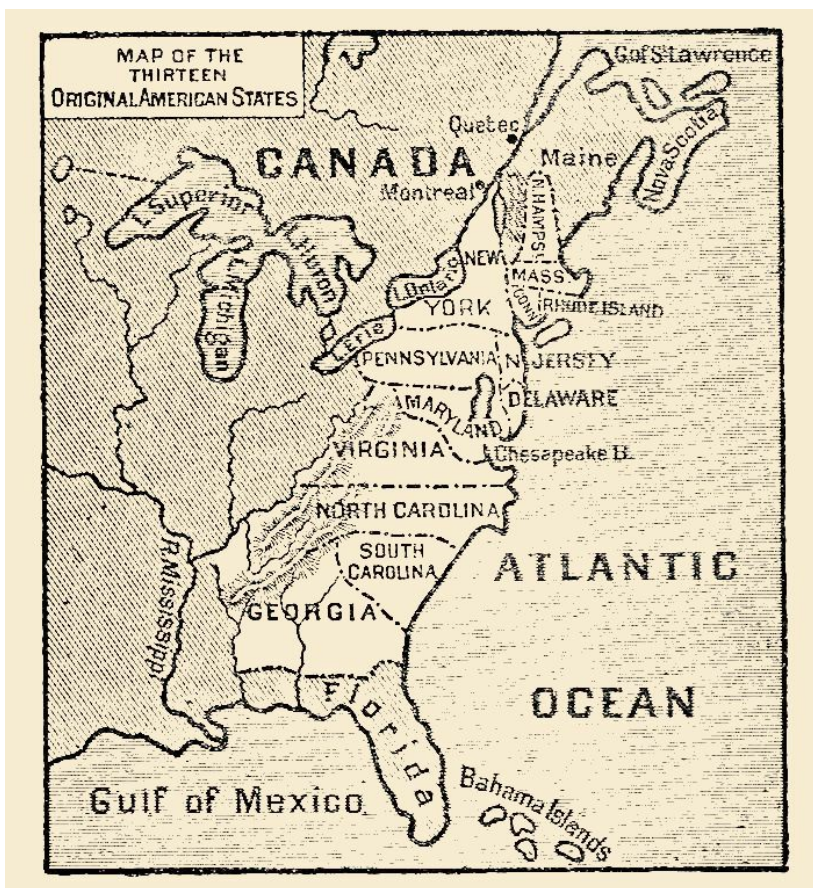 MAP OF THE
THIRTEEN
ORIGINAL AMERICAN STATES
G. of St. Lawrence
Quebec
CANADA
Maine
Nova Scotia
Montreal
L. Superior
N. HAMPS.
L. Huron
NEW
MASS
L. Michigan
L. Ontario
CONN
RHODE ISLAND
YORK
L. Erie
PENNSYLVANIA
N. JERSEY
MARYLAND
DELAWARE
VIRGINIA
Chesapeake B.
NORTH CAROLINA
SOUTH
CAROLINA
ATLANTIC
R. Mississippi
GEORGIA
OCEAN
Florida
Gulf of Mexico
Bahama Islands